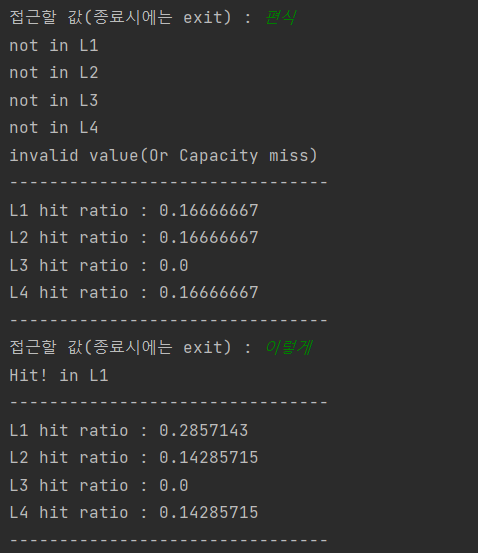 접근할 값(종료시에는 exit) : 편식
not in L1
not in L2
not in L3
not in L4
invalid value(Or Capacity miss)
--------------------------------
L1 hit ratio : 0.16666667
L2 hit ratio : 0.16666667
L3 hit ratio : 0.0
L4 hit ratio : 0.16666667
--------------------------------
접근할 값(종료시에는 exit) : 이렇게
Hit! in L1
--------------------------------
L1 hit ratio : 0.2857143
L2 hit ratio : 0.14285715
L3 hit ratio : 0.0
L4 hit ratio : 0.14285715
--------------------------------